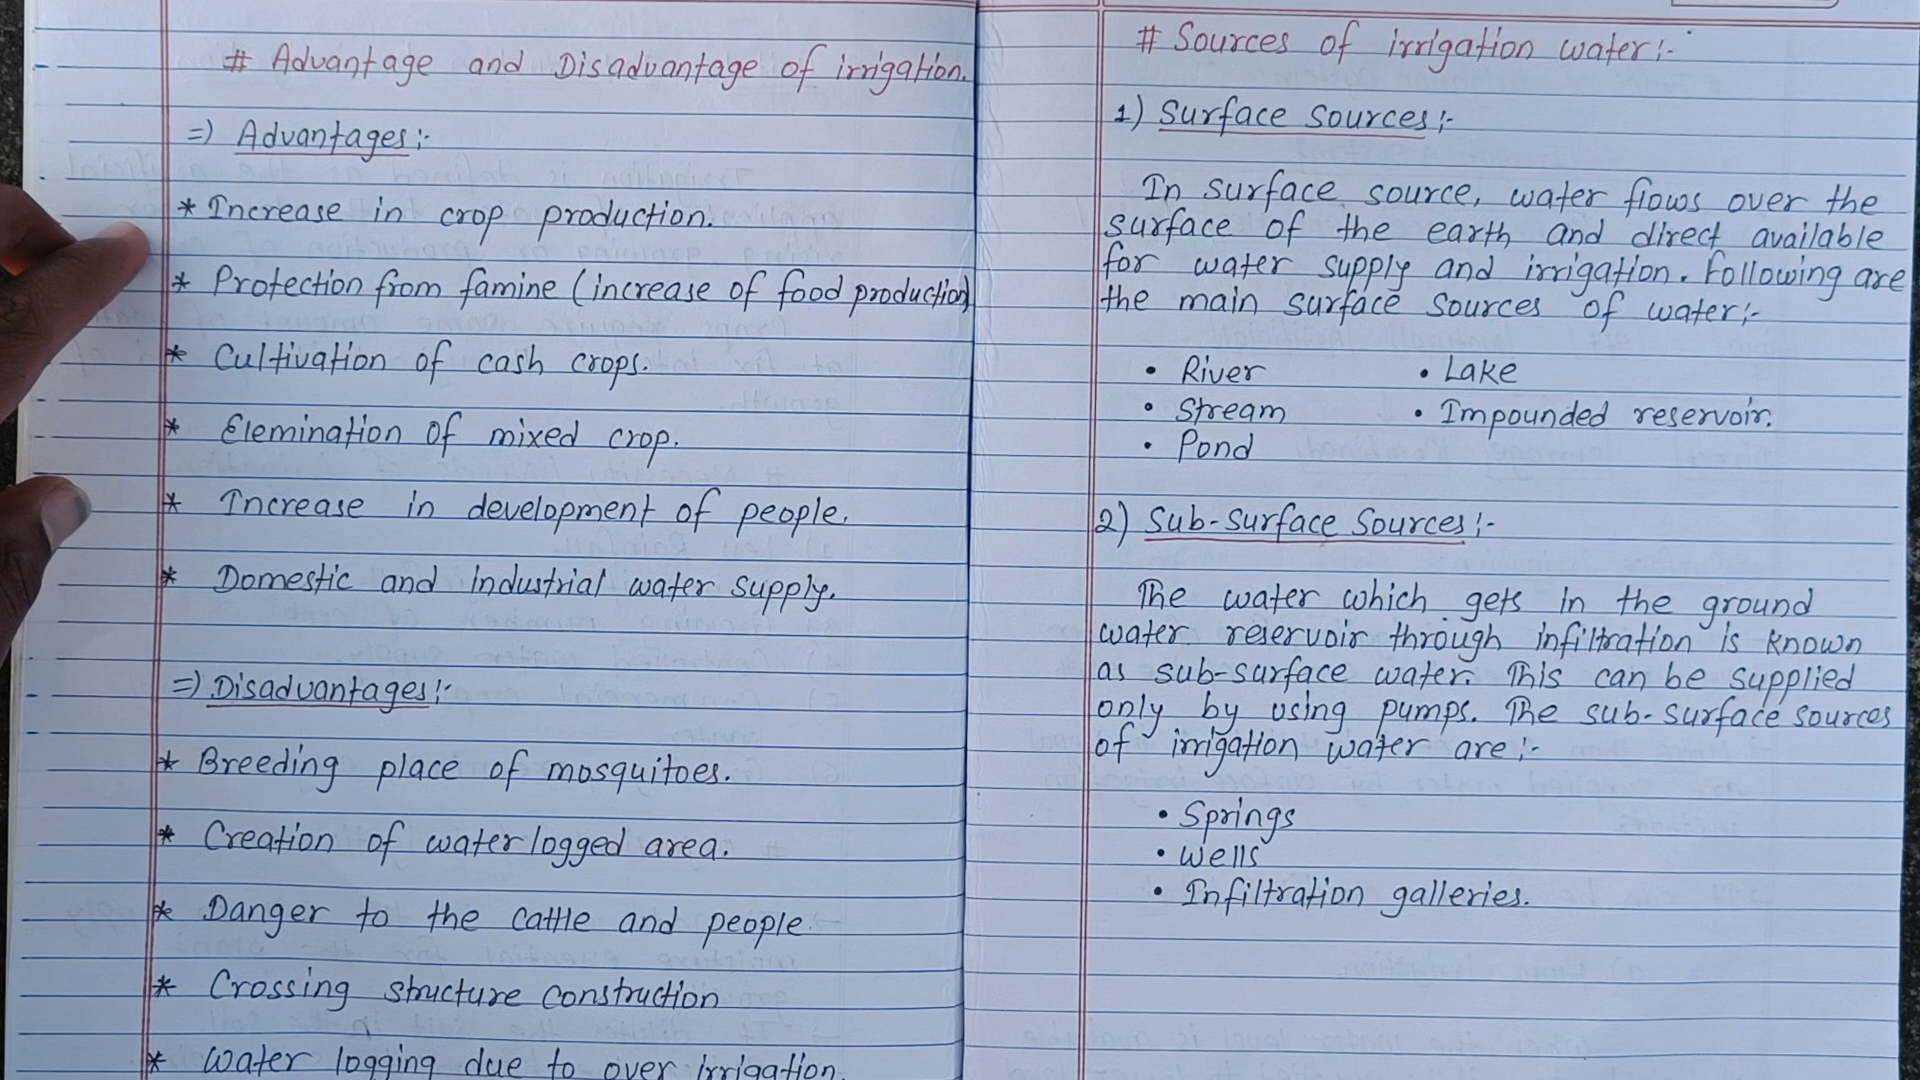 # Advantage and Disadvantage of irrigation.
=) Advantages:-
* Increase in crop production.
* Protection from famine (increase of food production)
* Cultivation of cash crops.
* Elemination of mixed crop.
* Increase in development of people.
* Domestic and industrial water supply.
=) Disadvantages:-
* Breeding place of mosquitoes.
* Creation of water logged area.
* Danger to the cattle and people.
* Crossing structure construction
* water logging due to over irrigation.
# Sources of irrigation water:-
1) Surface Sources:-
In surface source, water flows over the
surface of the earth and direct available
for water supply and irrigation. Following are
the main surface sources of water:-
• River • Lake
• Stream • Impounded reservoir.
• Pond
2) Sub-Surface Sources:-
The water which gets in the ground
water reservoir through infiltration is known
as sub-surface water. This can be supplied
only by using pumps. The sub-surface sources
of irrigation water are:-
• Springs
• Wells
• Infiltration galleries.